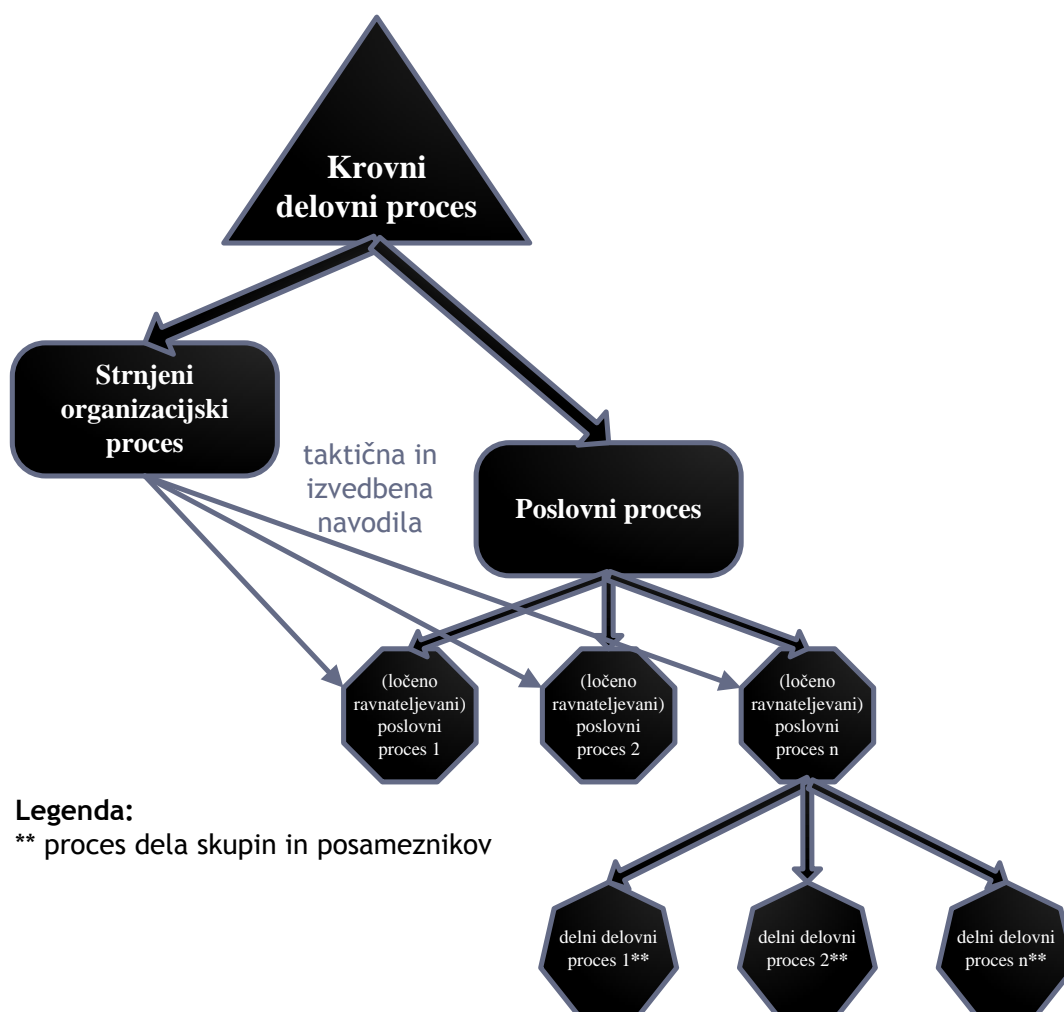 Krovni
delovni proces
Strnjeni
organizacijski
proces
taktična in
izvedbena
navodila
Poslovni proces
(ločeno
ravnateljevani)
poslovni
proces 1
(ločeno
ravnateljevani)
poslovni
proces 2
(ločeno
ravnateljevani)
poslovni
proces n
Legenda:
** proces dela skupin in posameznikov
delni delovni
proces 1**
delni delovni
proces 2**
delni delovni
proces n**